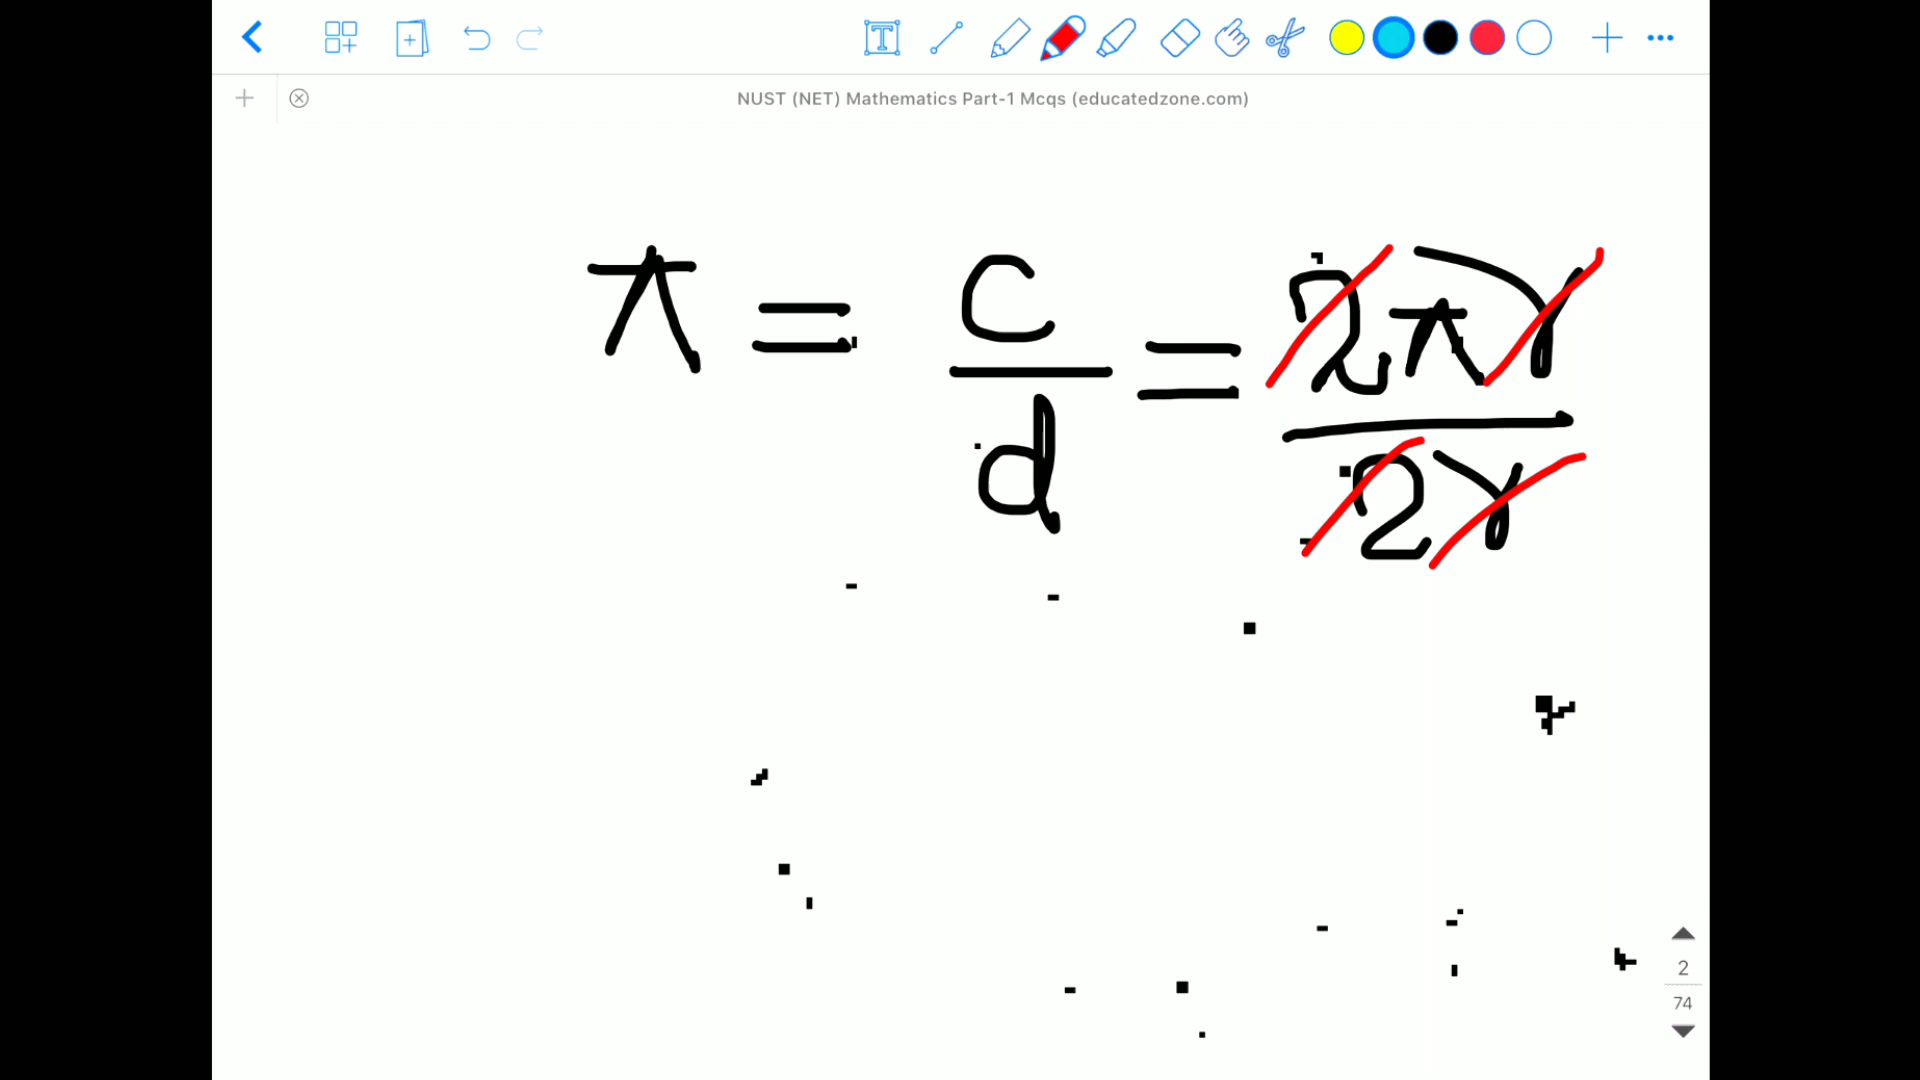 NUST (NET) Mathematics Part-1 Mcqs (educatedzone.com)
π = c/d = 2πr/2r
2
74